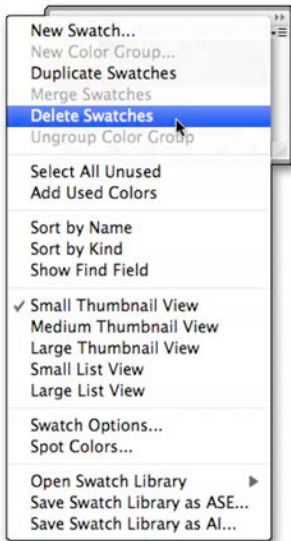 New Swatch...
New Color Group...
Duplicate Swatches
Merge Swatches
Delete Swatches
Ungroup Color Group
Select All Unused
Add Used Colors
Sort by Name
Sort by Kind
Show Find Field
Small Thumbnail View
Medium Thumbnail View
Large Thumbnail View
Small List View
Large List View
Swatch Options...
Spot Colors...
Open Swatch Library
Save Swatch Library as ASE...
Save Swatch Library as AI...